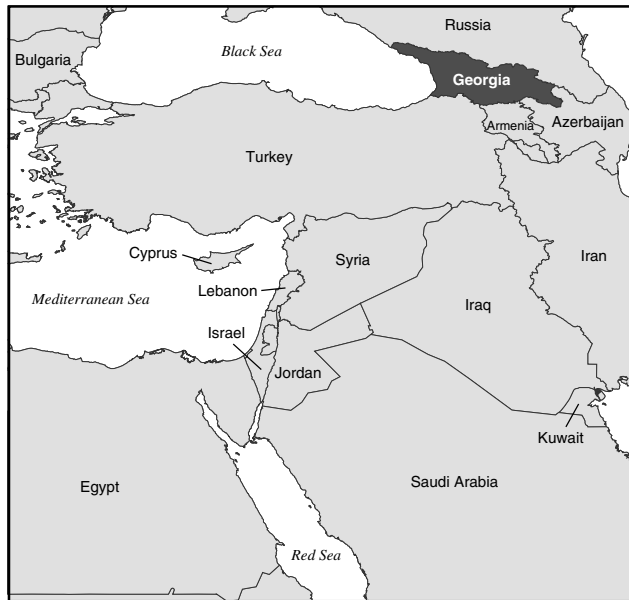 Russia
Black Sea
Bulgaria
Georgia
Armenia
Azerbaijan
Turkey
Cyprus
Syria
Iran
Lebanon
Mediterranean Sea
Iraq
Israel
Jordan
Kuwait
Egypt
Saudi Arabia
Red Sea